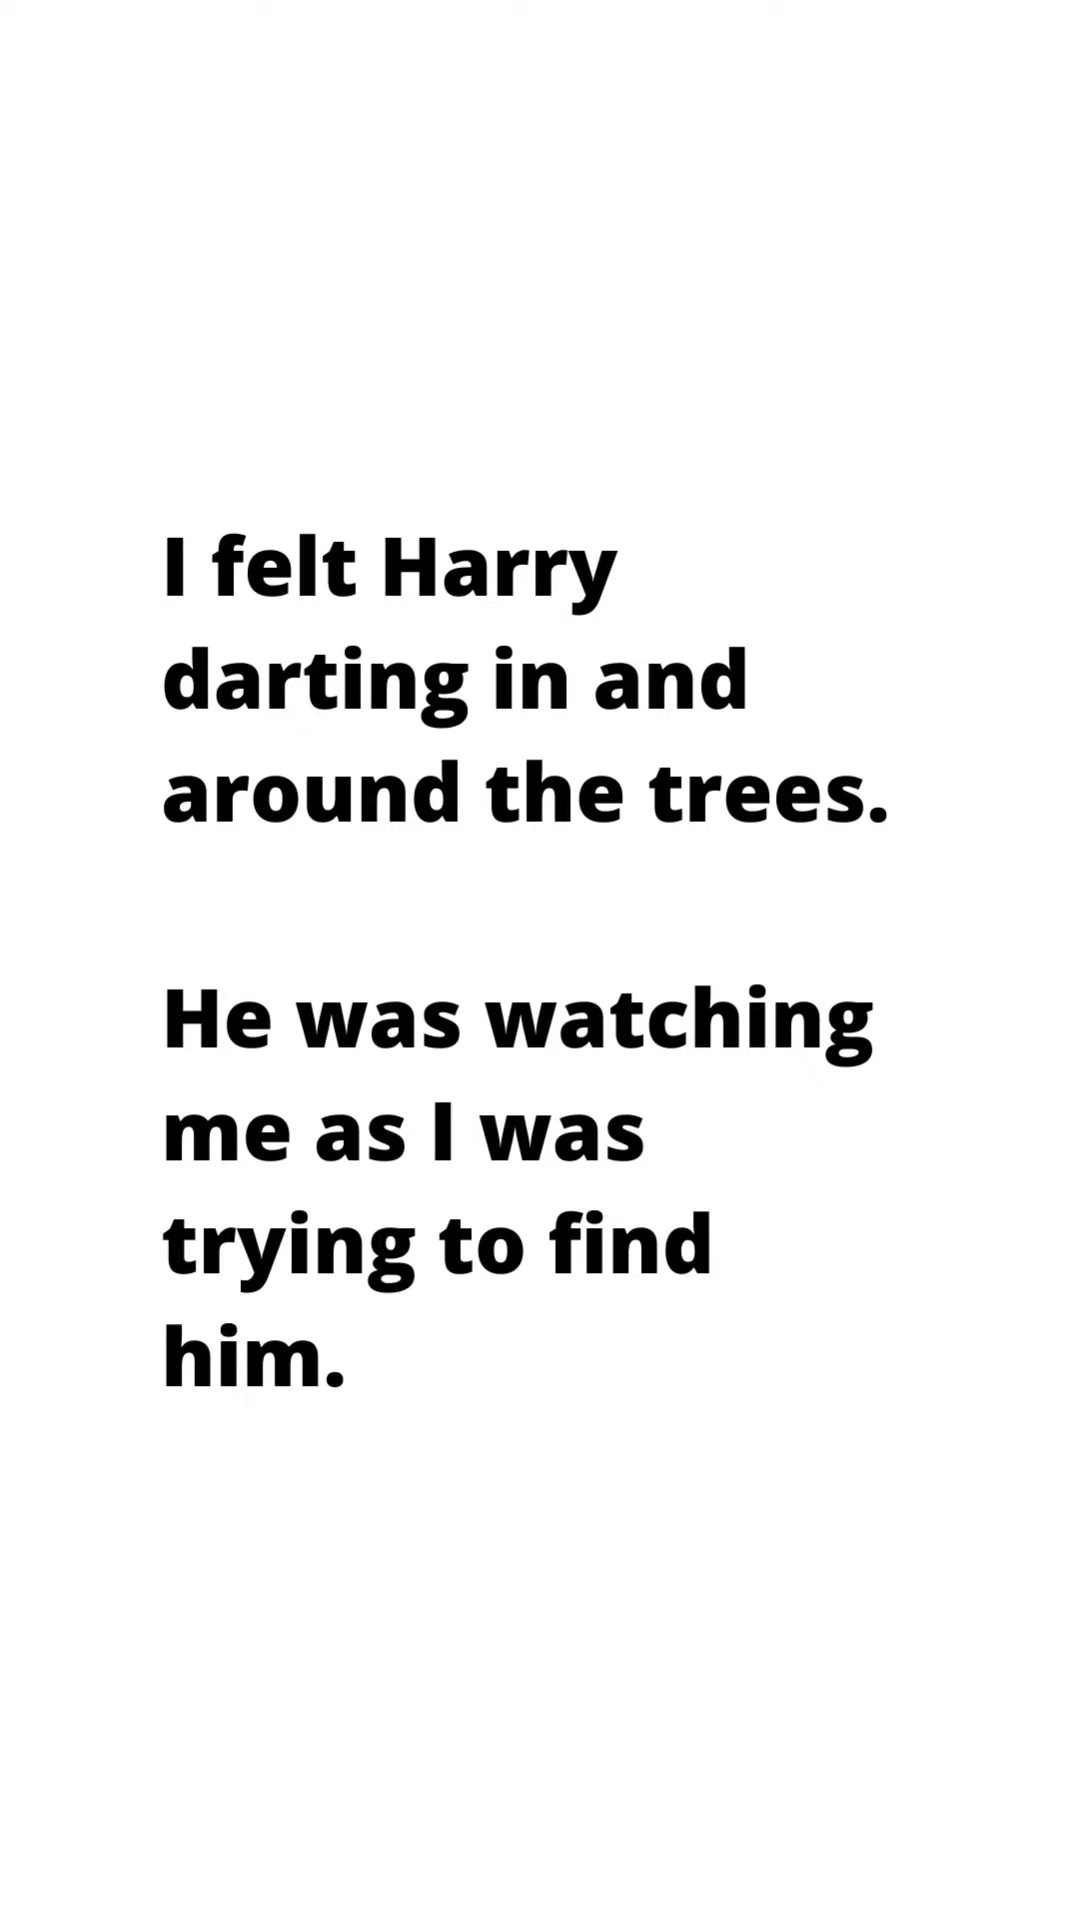 I felt Harry
darting in and
around the trees.
He was watching
me as I was
trying to find
him.